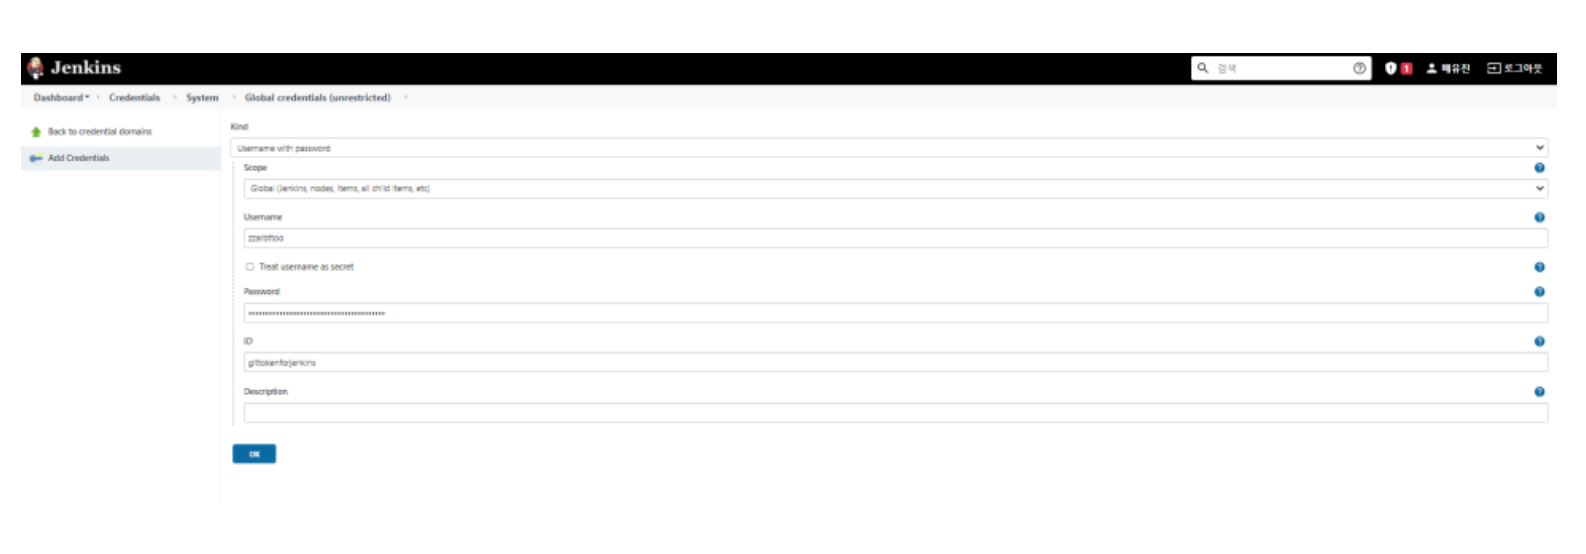 Jenkins
검색
1
배유진
로그아웃
Dashboard
Credentials
System
Global credentials (unrestricted)
Back to credential domains
Add Credentials
Kind
Username with password
Scope
Global (Jenkins, nodes, items, all child items, etc)
Username
Treat username as secret
Password
ID
gittokenforjenkins
Description
OK